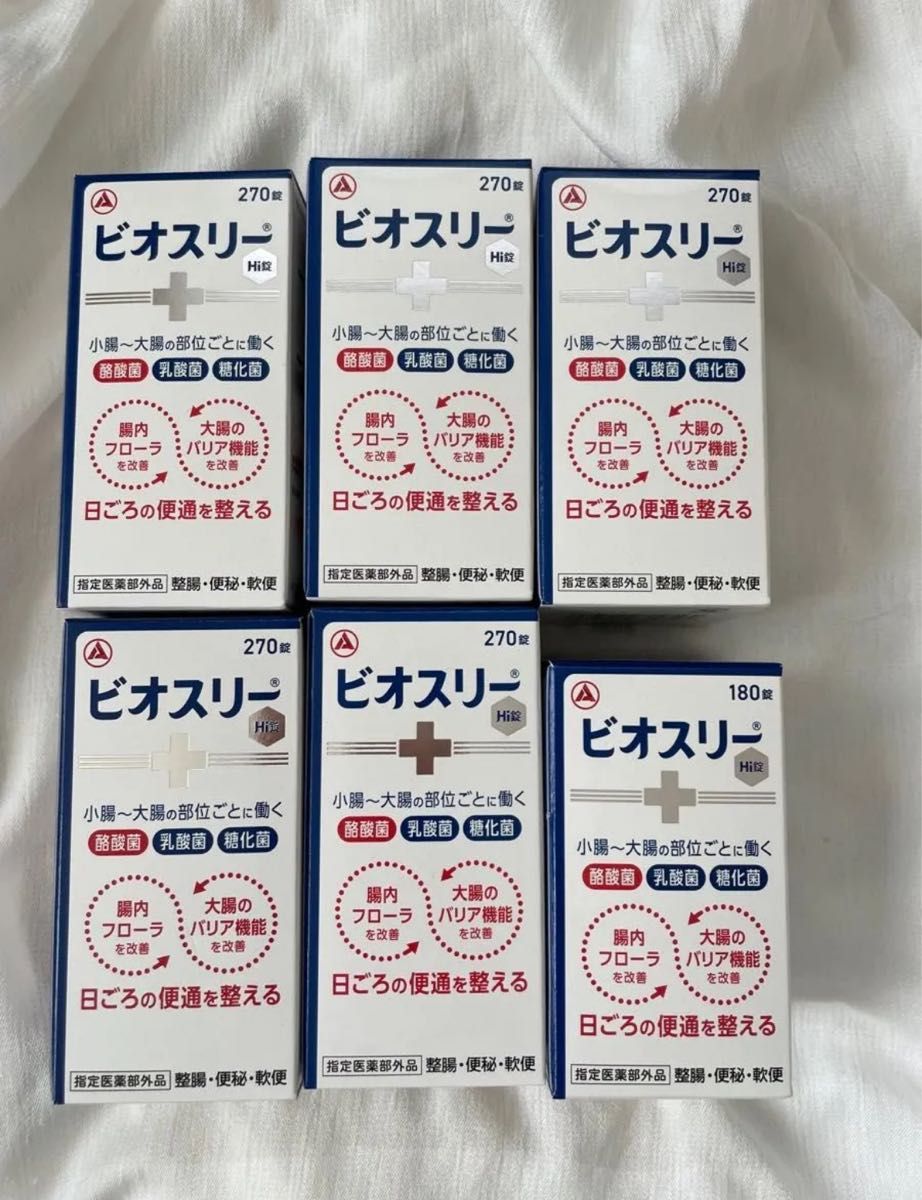 270錠
ビオスリー®
Hi錠
小腸〜大腸の部位ごとに働く
酪酸菌 乳酸菌 糖化菌
腸内
フローラ
を改善
大腸の
バリア機能
を改善
日ごろの便通を整える
指定医薬部外品 整腸・便秘・軟便
270錠
ビオスリー®
Hi錠
小腸〜大腸の部位ごとに働く
酪酸菌 乳酸菌 糖化菌
腸内
フローラ
を改善
大腸の
バリア機能
を改善
日ごろの便通を整える
指定医薬部外品 整腸・便秘・軟便
270錠
ビオスリー®
Hi錠
小腸〜大腸の部位ごとに働く
酪酸菌 乳酸菌 糖化菌
腸内
フローラ
を改善
大腸の
バリア機能
を改善
日ごろの便通を整える
指定医薬部外品 整腸・便秘・軟便
270錠
ビオスリー®
Hi錠
小腸〜大腸の部位ごとに働く
酪酸菌 乳酸菌 糖化菌
腸内
フローラ
を改善
大腸の
バリア機能
を改善
日ごろの便通を整える
指定医薬部外品 整腸・便秘・軟便
270錠
ビオスリー®
Hi錠
小腸〜大腸の部位ごとに働く
酪酸菌 乳酸菌 糖化菌
腸内
フローラ
を改善
大腸の
バリア機能
を改善
日ごろの便通を整える
指定医薬部外品 整腸・便秘・軟便
180錠
ビオスリー®
Hi錠
小腸〜大腸の部位ごとに働く
酪酸菌 乳酸菌 糖化菌
腸内
フローラ
を改善
大腸の
バリア機能
を改善
日ごろの便通を整える
指定医薬部外品 整腸・便秘・軟便